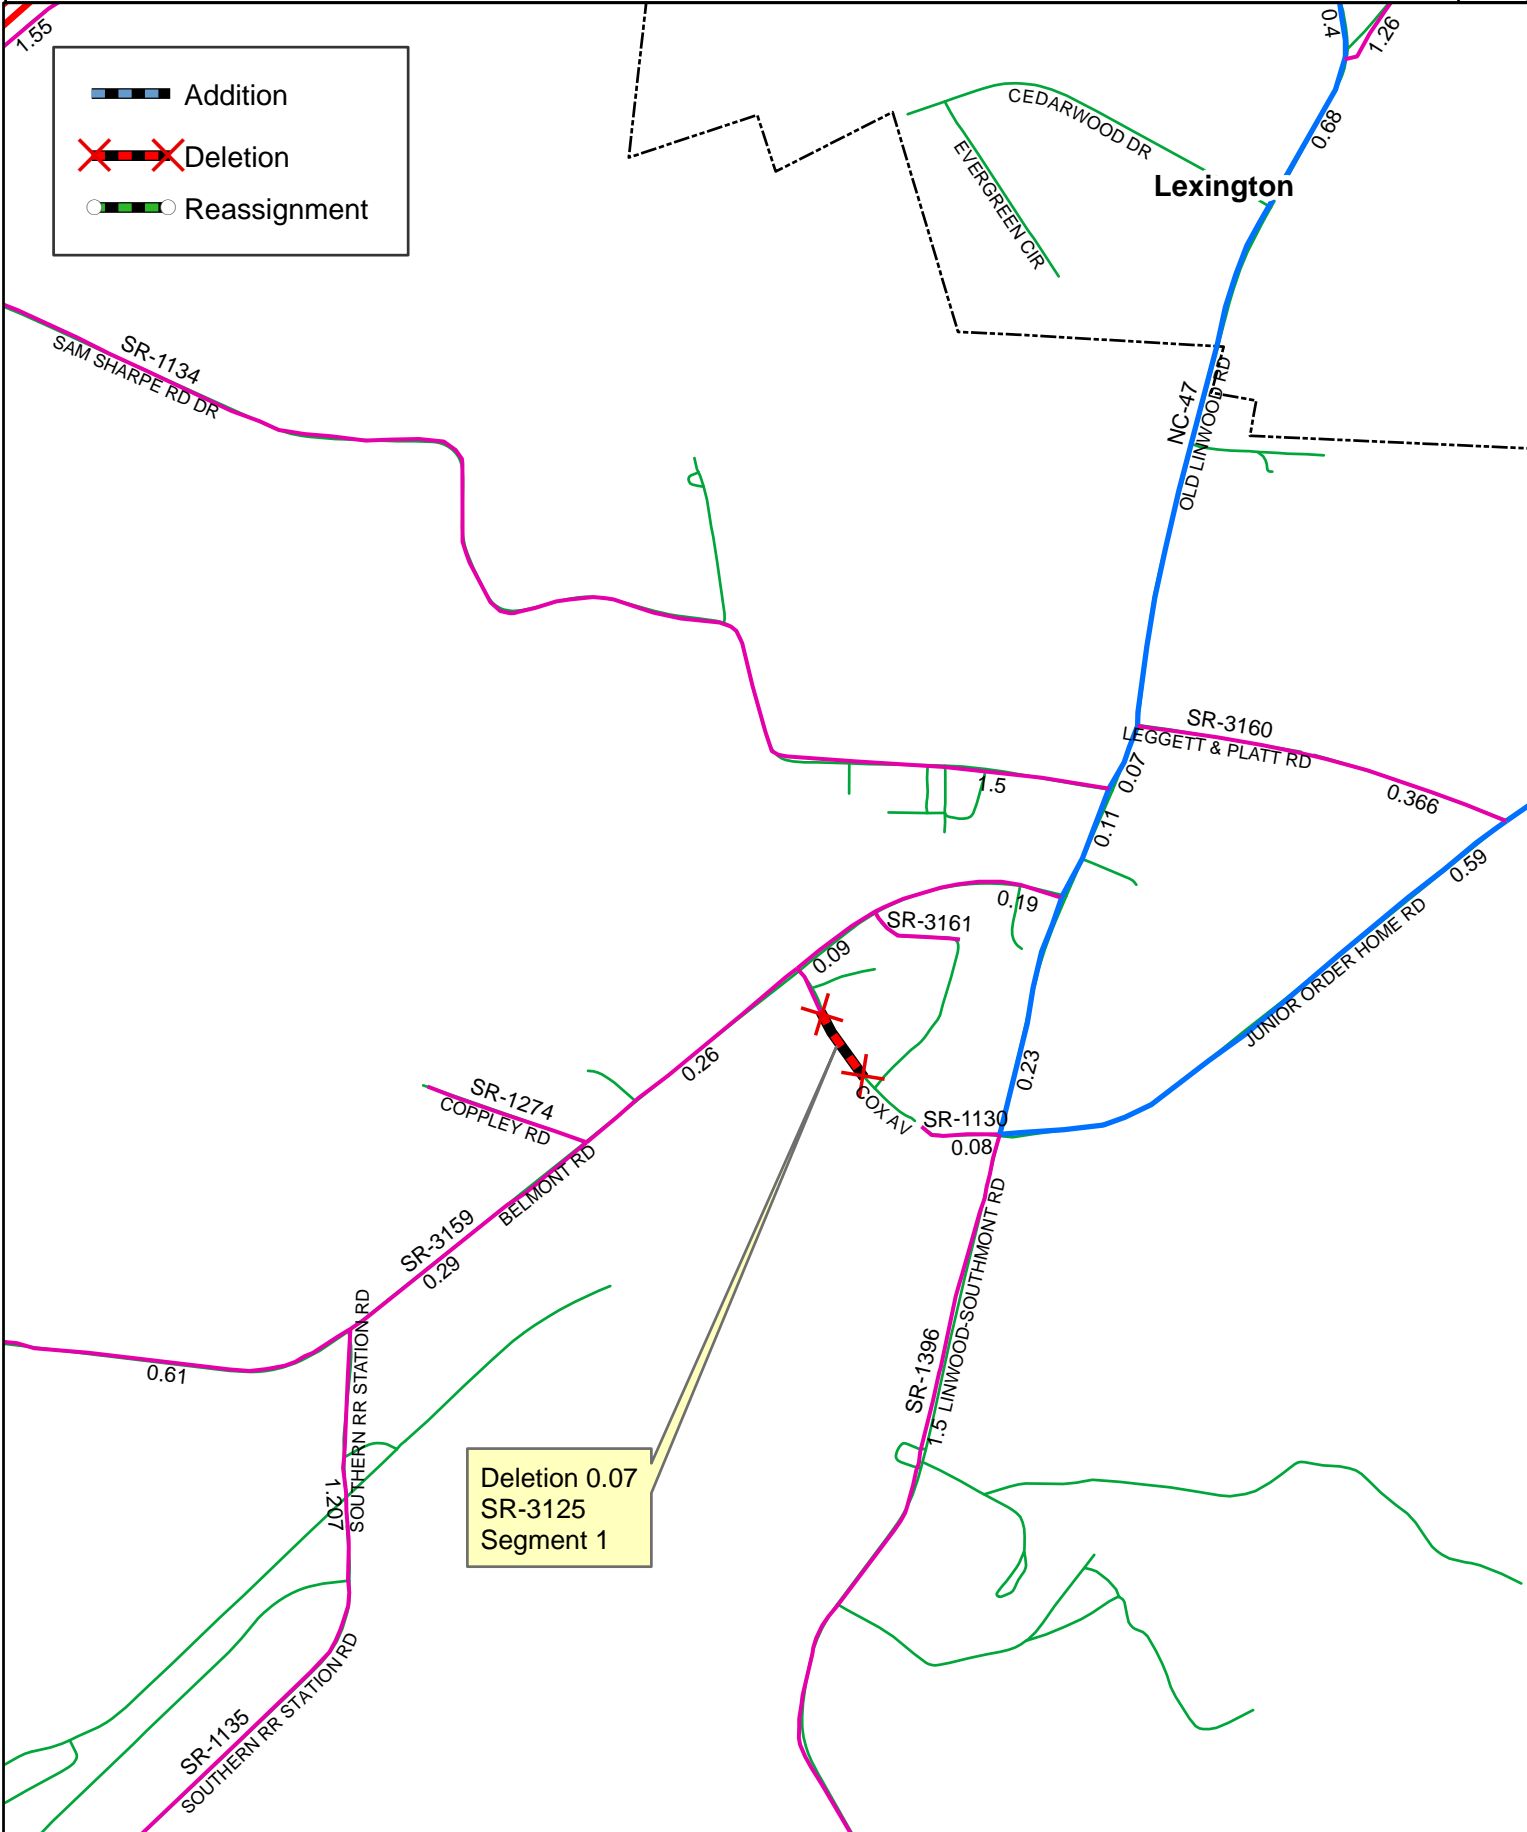 1.55
0.4
1.26
Addition
Deletion
Reassignment
CEDARWOOD DR
0.68
EVERGREEN CIR
Lexington
SR-1134
SAM SHARPE RD DR
NC-47
OLD LINWOOD RD
SR-3160
LEGGETT & PLATT RD
0.07
1.5
0.366
0.11
0.59
0.19
SR-3161
JUNIOR ORDER HOME RD
0.09
0.26
0.23
SR-1274
COPPLEY RD
COX AV
SR-1130
0.08
BELMONT RD
SR-3159
0.29
LINWOOD-SOUTHMONT RD
SR-1396
1.5
0.61
SOUTHERN RR STATION RD
1.207
Deletion 0.07
SR-3125
Segment 1
SR-1135
SOUTHERN RR STATION RD